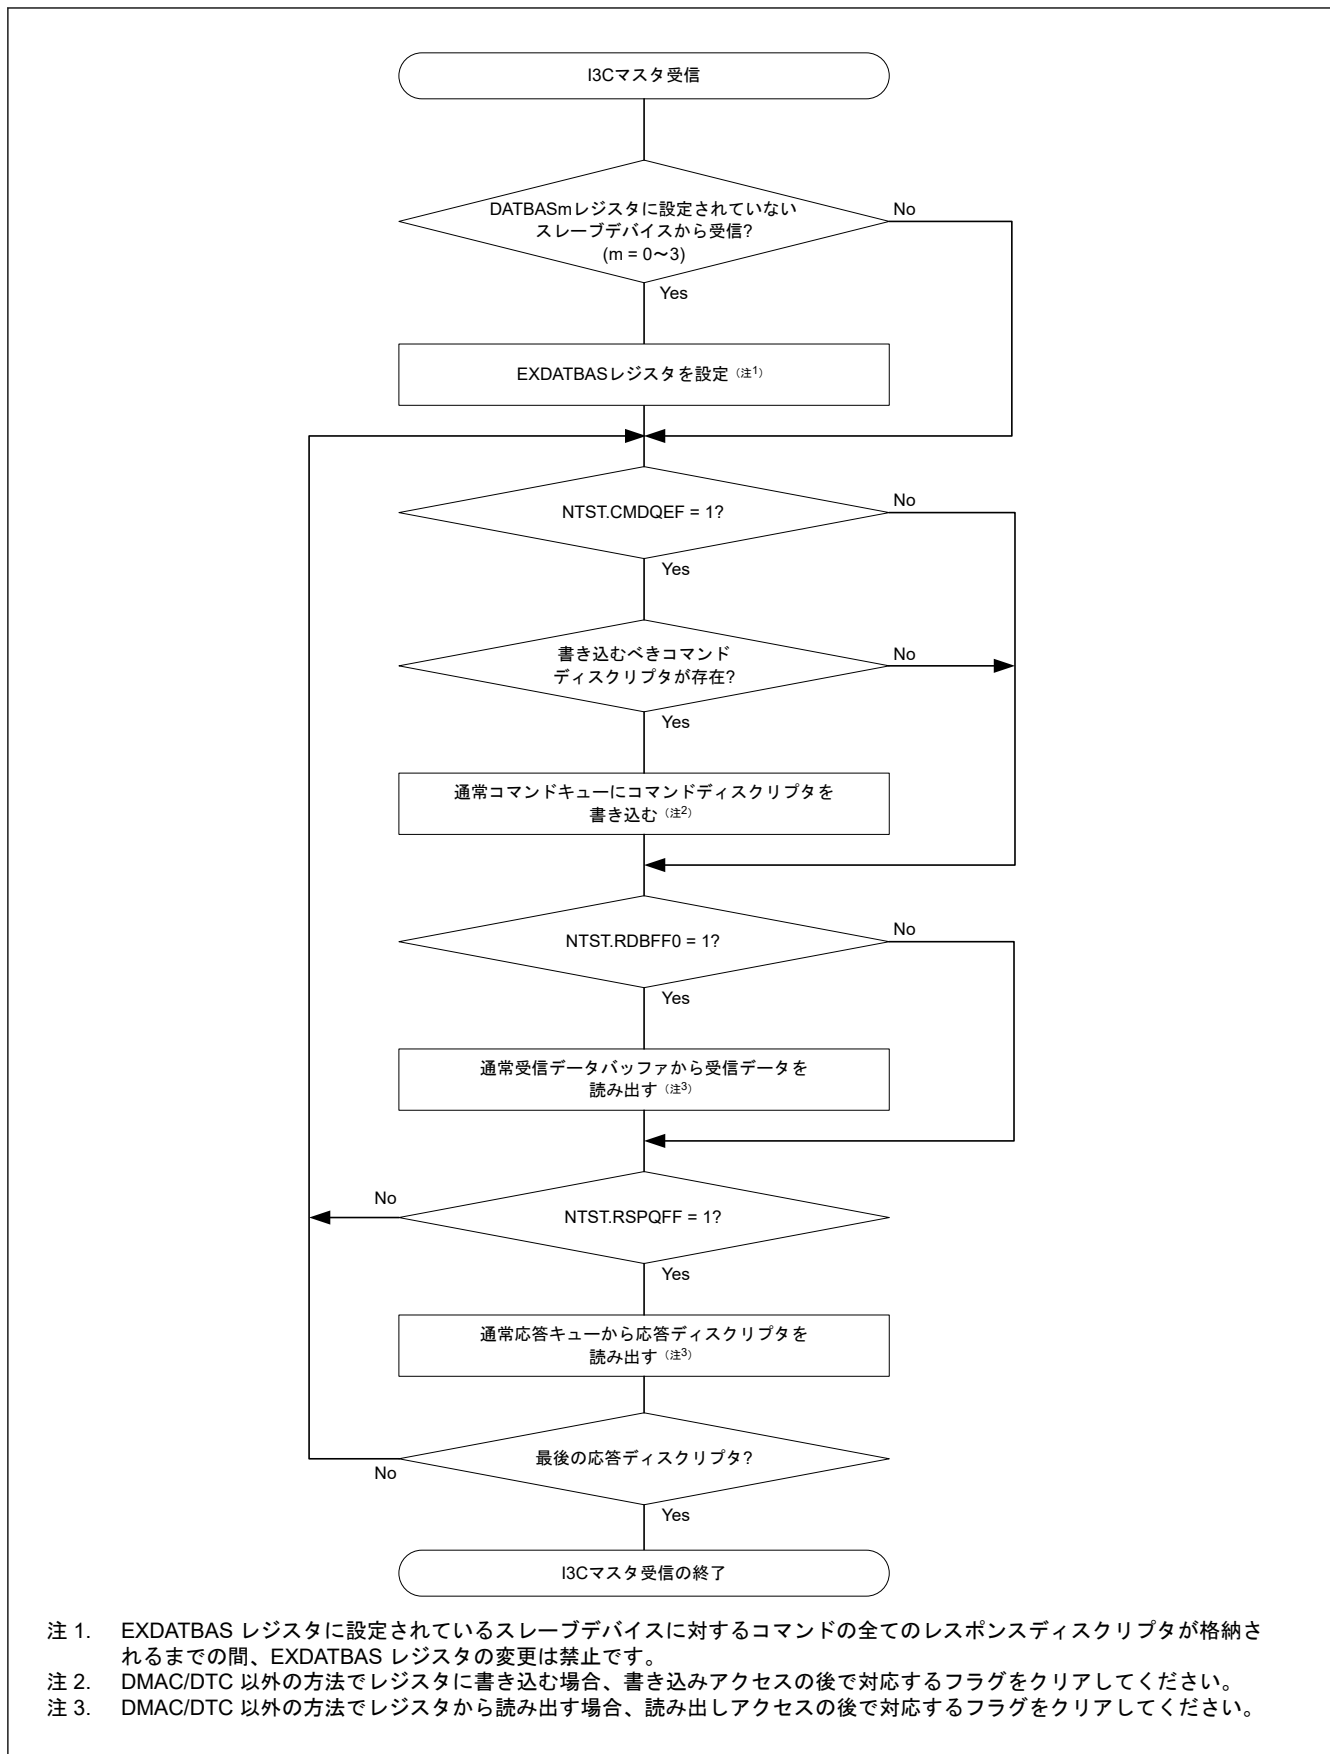 I3Cマスタ受信
DATBASmレジスタに設定されていない
スレーブデバイスから受信?
(m = 0～3)
No
Yes
EXDATBASレジスタを設定（注1）
NTST.CMDQEF = 1?
No
Yes
書き込むべきコマンド
ディスクリプタが存在?
No
Yes
通常コマンドキューにコマンドディスクリプタを
書き込む（注2）
NTST.RDBFF0 = 1?
No
Yes
通常受信データバッファから受信データを
読み出す（注3）
No
NTST.RSPQFF = 1?
Yes
通常応答キューから応答ディスクリプタを
読み出す（注3）
最後の応答ディスクリプタ?
No
Yes
I3Cマスタ受信の終了
注 1. EXDATBAS レジスタに設定されているスレーブデバイスに対するコマンドの全てのレスポンスディスクリプタが格納さ
れるまでの間、EXDATBAS レジスタの変更は禁止です。
注 2. DMAC/DTC 以外の方法でレジスタに書き込む場合、書き込みアクセスの後で対応するフラグをクリアしてください。
注 3. DMAC/DTC 以外の方法でレジスタから読み出す場合、読み出しアクセスの後で対応するフラグをクリアしてください。